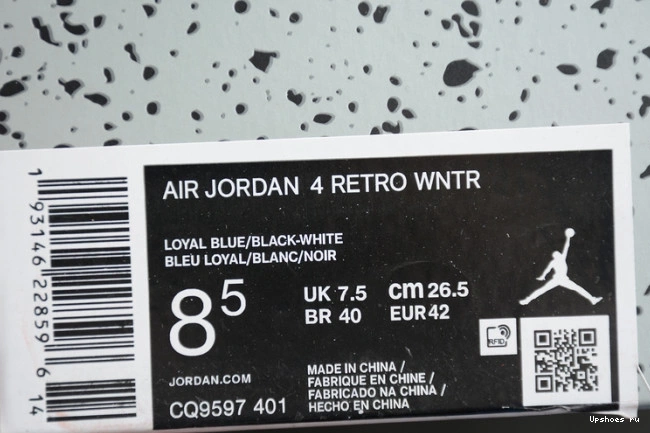 AIR JORDAN 4 RETRO WNTR
LOYAL BLUE/BLACK-WHITE
BLEU LOYAL/BLANC/NOIR
8 5
UK 7.5 cm 26.5
BR 40 EUR 42
RFID
JORDAN.COM
CQ9597 401
MADE IN CHINA /
FABRIQUE EN CHINE /
FABRICADO NA CHINA /
HECHO EN CHINA
1 93146 22859 6 14
Upshoes ru